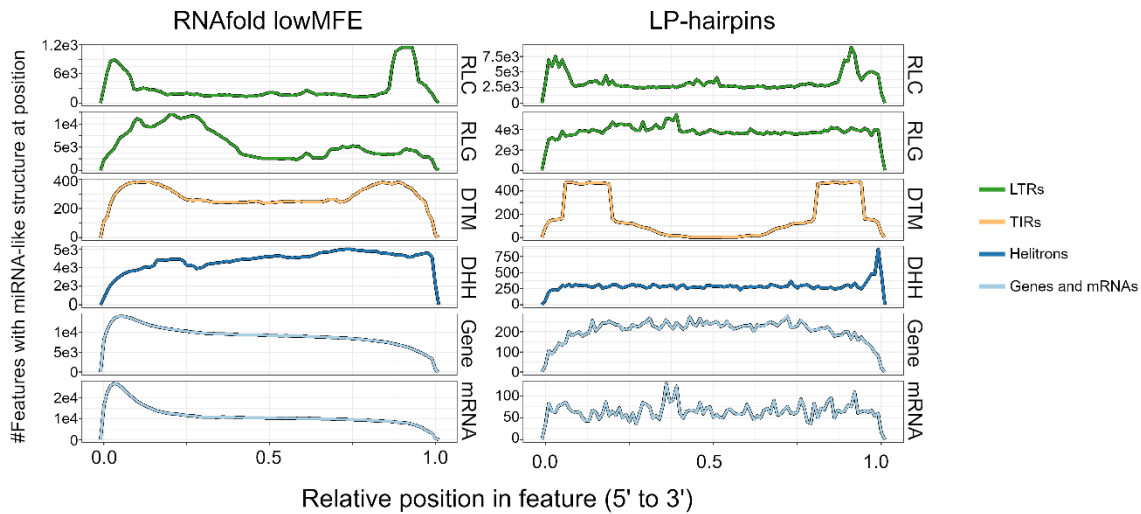 RNAfold lowMFE
LP-hairpins
#Features with miRNA-like structure at position
1.2e3
6e3
0
RLC
7.5e3
5e3
2.5e3
0
RLC
1e4
5e3
0
RLG
4e3
2e3
0
RLG
400
200
0
DTM
400
200
100
0
DTM
5e3
4e3
2e3
0
DHH
750
500
250
0
DHH
1e4
5e3
0
Gene
200
100
0
Gene
2e4
1e4
0
mRNA
100
50
0
mRNA
0.0
0.5
1.0
0.0
0.5
1.0
Relative position in feature (5' to 3')
LTRs
TIRs
Helitrons
Genes and mRNAs